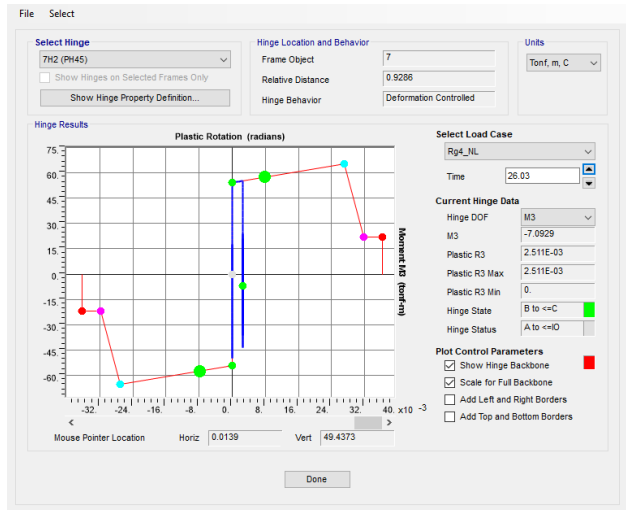 File Select
Select Hinge
7H2 (PH45)
Show Hinges on Selected Frames Only
Show Hinge Property Definition...
Hinge Location and Behavior
Frame Object 7
Relative Distance 0.9286
Hinge Behavior Deformation Controlled
Units
Tonf, m, C
Hinge Results
Plastic Rotation (radians)
75.
60.
45.
30.
15.
0.
-15.
-30.
-45.
-60.
Moment M3 (tonf-m)
-32. -24. -16. -8. 0. 8. 16. 24. 32. 40. x10 -3
Mouse Pointer Location Horiz 0.0139 Vert 49.4373
Select Load Case
Rg4_NL
Time 26.03
Current Hinge Data
Hinge DOF M3
M3 -7.0929
Plastic R3 2.511E-03
Plastic R3 Max 2.511E-03
Plastic R3 Min 0.
Hinge State B to <=C
Hinge Status A to <=IO
Plot Control Parameters
Show Hinge Backbone
Scale for Full Backbone
Add Left and Right Borders
Add Top and Bottom Borders
Done